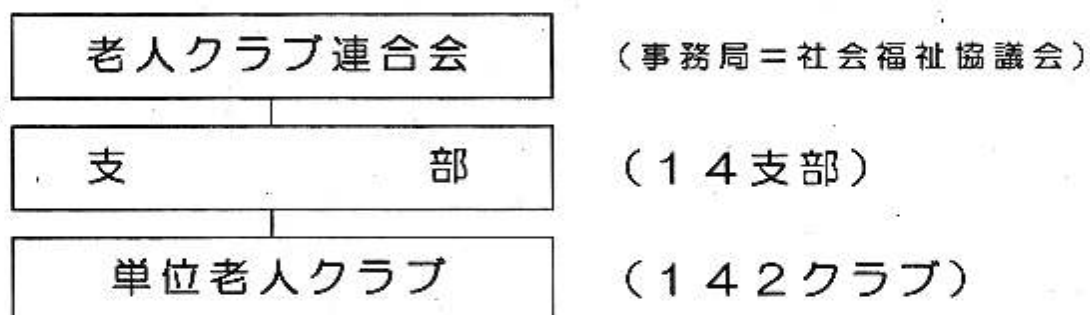 老人クラブ連合会 （事務局＝社会福祉協議会）
支部 （１４支部）
単位老人クラブ （１４２クラブ）